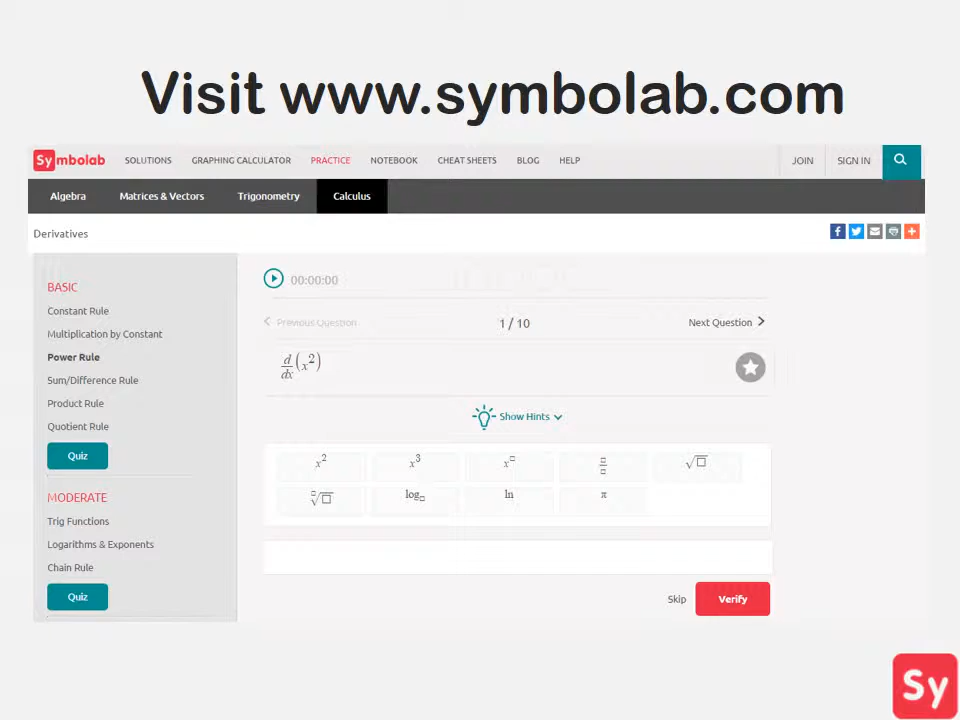 Visit www.symbolab.com
Symbolab SOLUTIONS GRAPHING CALCULATOR PRACTICE NOTEBOOK CHEAT SHEETS BLOG HELP JOIN SIGN IN
Algebra Matrices & Vectors Trigonometry Calculus
Derivatives
BASIC
Constant Rule
Multiplication by Constant
Power Rule
Sum/Difference Rule
Product Rule
Quotient Rule
Quiz
MODERATE
Trig Functions
Logarithms & Exponents
Chain Rule
Quiz
00:00:00
Previous Question 1 / 10 Next Question
d/dx (x²)
Show Hints
x² x³ x□ □/□ √□
□√□ log□ ln π
Skip Verify
Sy